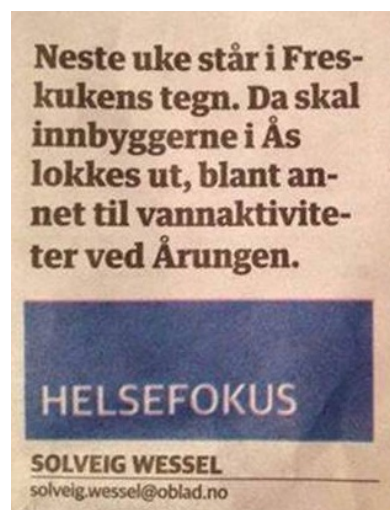 Neste uke står i Fres-
kukens tegn. Da skal
innbyggerne i Ås
lokkes ut, blant an-
net til vannaktivite-
ter ved Årungen.
HELSEFOKUS
SOLVEIG WESSEL
solveig.wessel@oblad.no